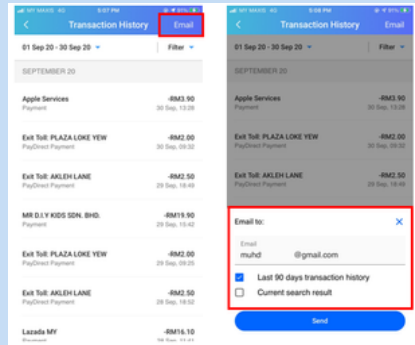 MY MAXIS 4G 5:07 PM
Transaction History Email
01 Sep 20 - 30 Sep 20 Filter
SEPTEMBER 20
Apple Services -RM3.90
Payment 30 Sep, 13:28
Exit Toll: PLAZA LOKE YEW -RM2.00
PayDirect Payment 30 Sep, 09:32
Exit Toll: AKLEH LANE -RM2.50
PayDirect Payment 29 Sep, 18:49
MR D.I.Y KIDS SDN. BHD. -RM19.90
Payment 29 Sep, 15:42
Exit Toll: PLAZA LOKE YEW -RM2.00
PayDirect Payment 29 Sep, 09:25
Exit Toll: AKLEH LANE -RM2.50
PayDirect Payment 28 Sep, 18:52
Lazada MY -RM16.10
Payment
MY MAXIS 4G 5:08 PM
Transaction History Email
01 Sep 20 - 30 Sep 20 Filter
SEPTEMBER 20
Apple Services -RM3.90
Payment 30 Sep, 13:28
Exit Toll: PLAZA LOKE YEW -RM2.00
PayDirect Payment 30 Sep, 09:32
Exit Toll: AKLEH LANE -RM2.50
PayDirect Payment 29 Sep, 18:49
Email to:
Email
muhd @gmail.com
Last 90 days transaction history
Current search result
Send